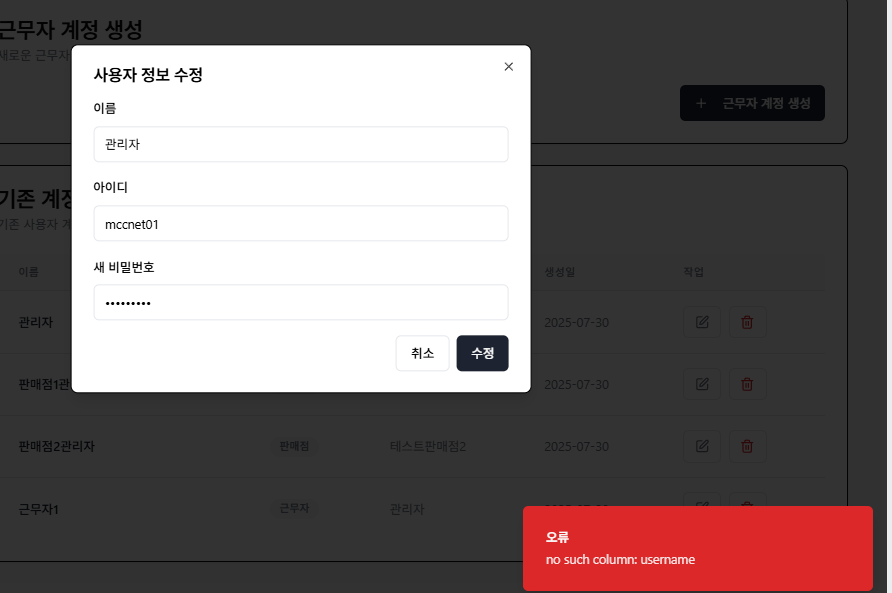 근무자 계정 생성
새로운 근무자
+ 근무자 계정 생성
사용자 정보 수정
×
이름
관리자
아이디
mccnet01
새 비밀번호
•••••••••
취소
수정
기존 계정
기존 사용자 계
이름
생성일
작업
관리자
2025-07-30
판매점1관
2025-07-30
판매점2관리자
판매점
테스트판매점2
2025-07-30
근무자1
근무자
관리자
오류
no such column: username